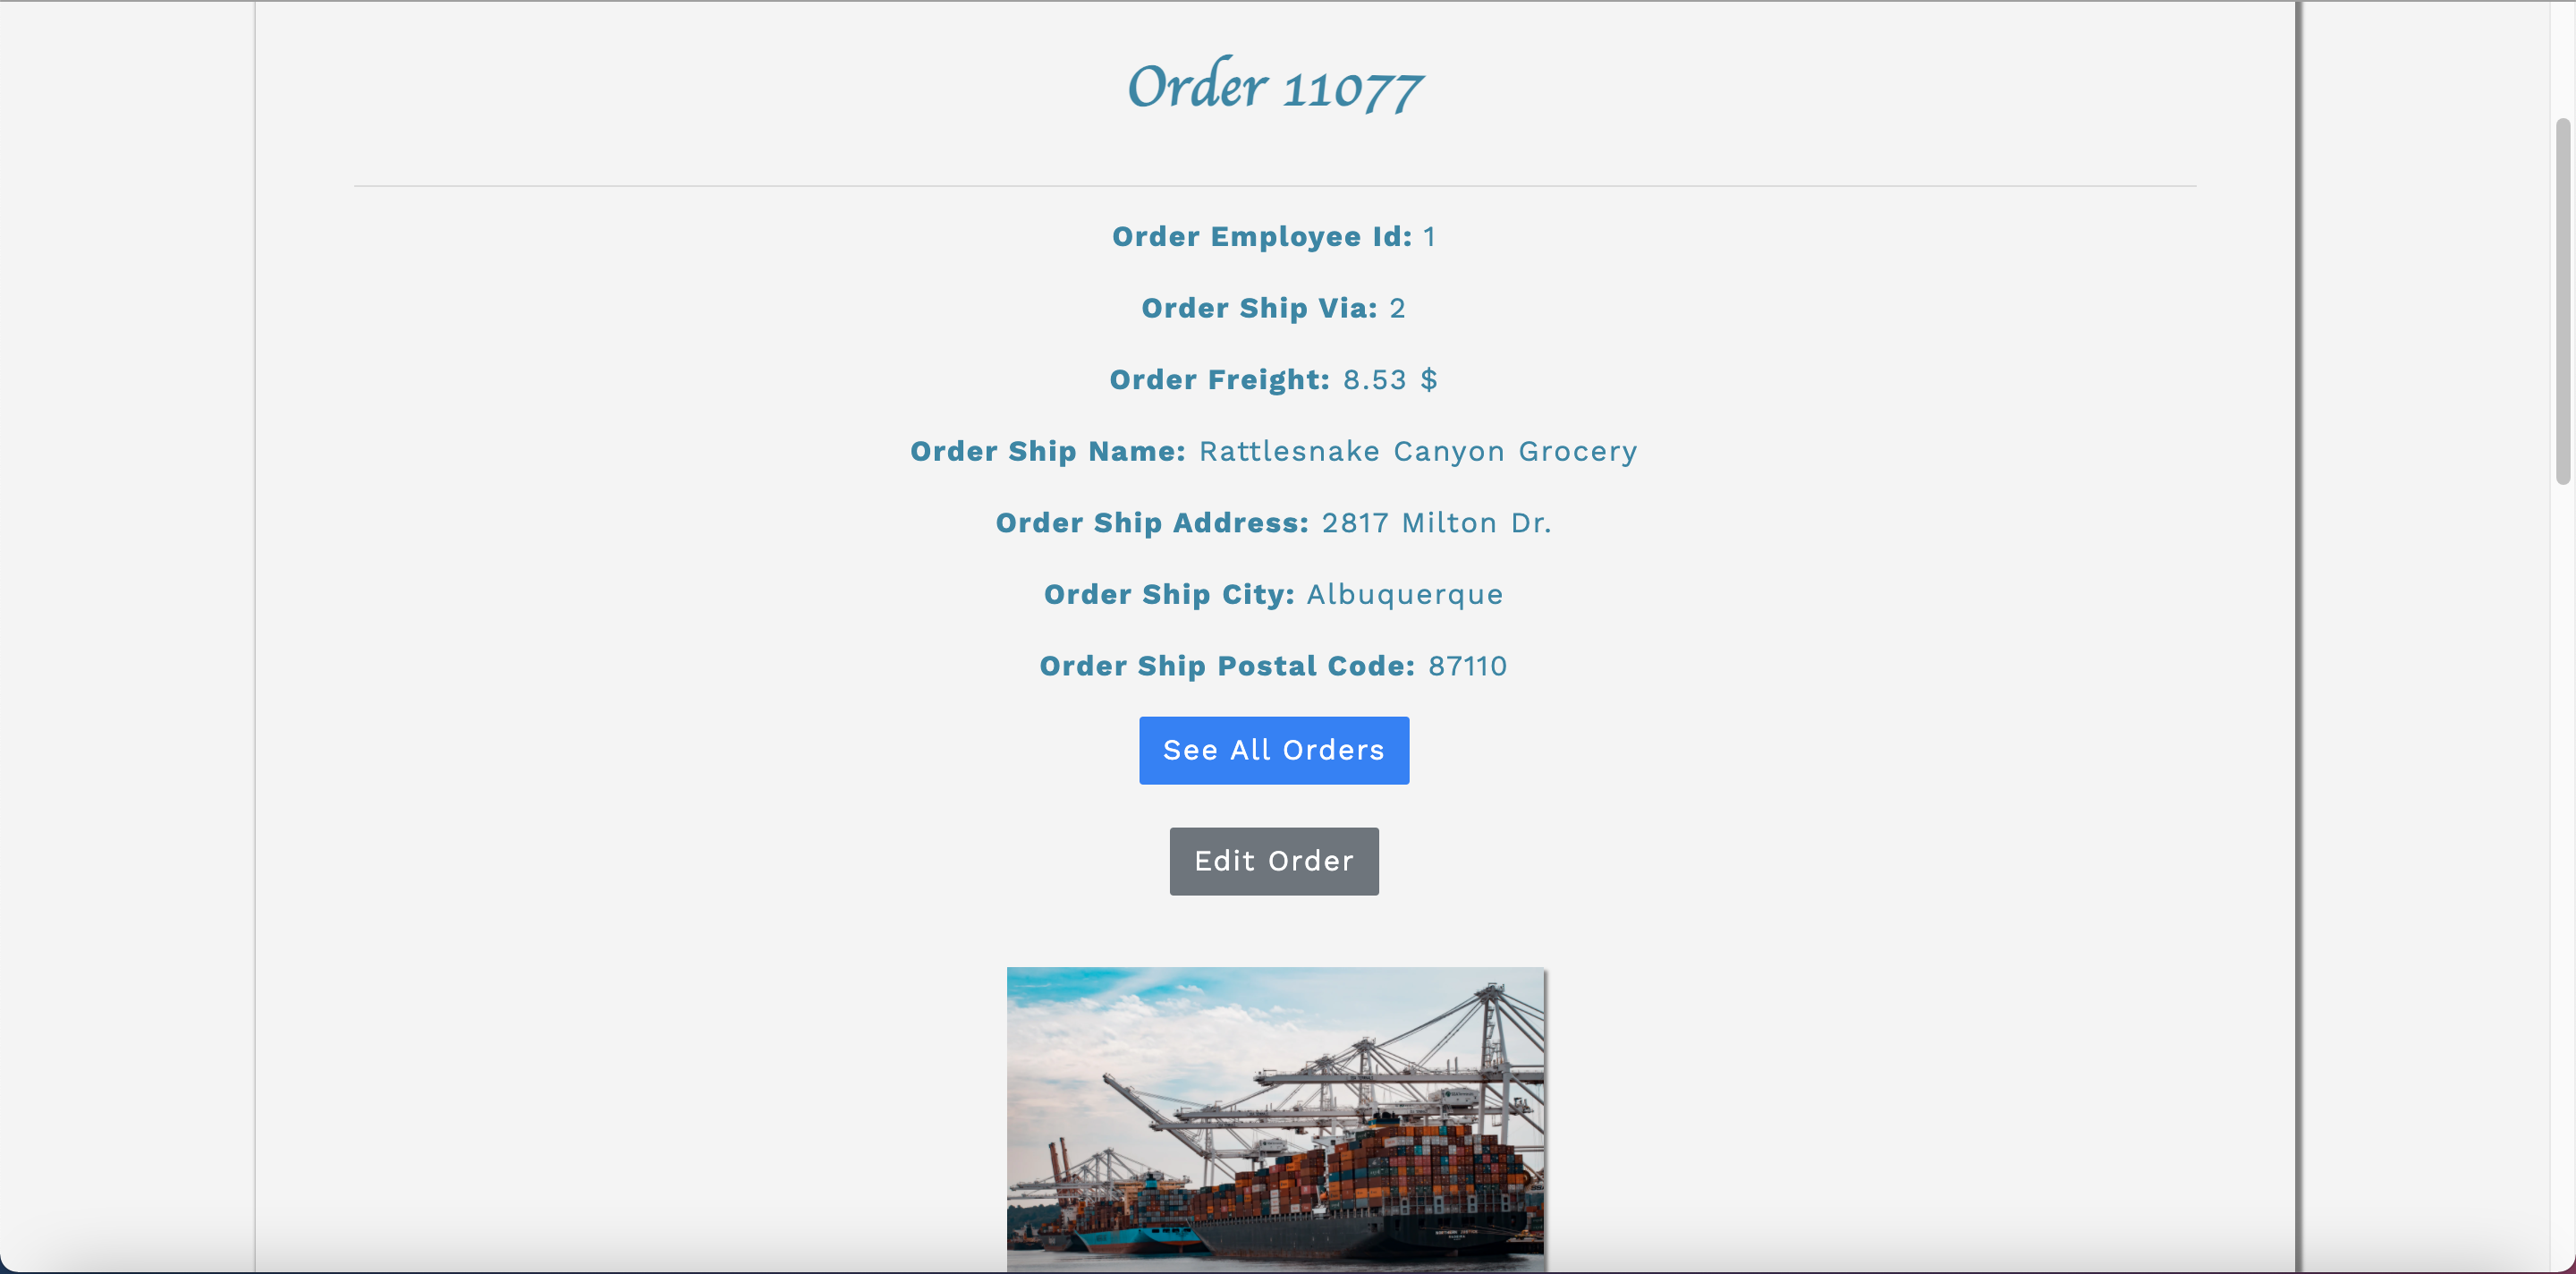 Order 11077
Order Employee Id: 1
Order Ship Via: 2
Order Freight: 8.53 $
Order Ship Name: Rattlesnake Canyon Grocery
Order Ship Address: 2817 Milton Dr.
Order Ship City: Albuquerque
Order Ship Postal Code: 87110
See All Orders
Edit Order